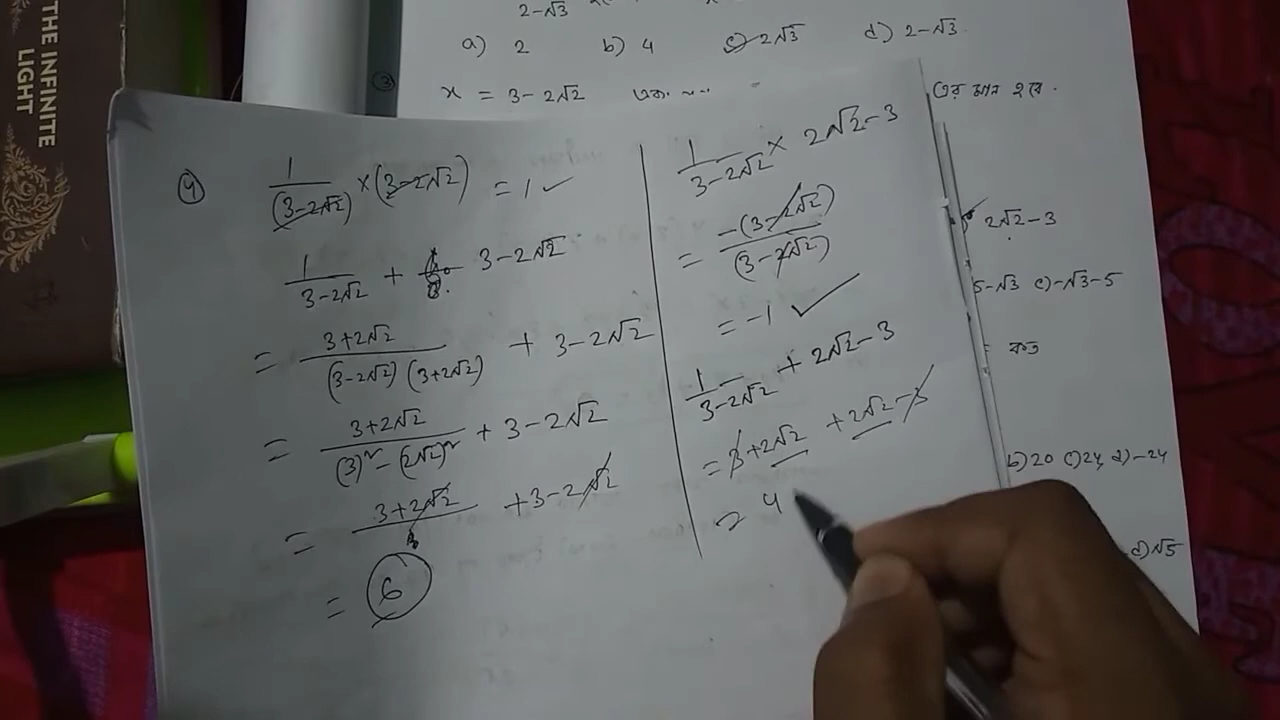 THE INFINITE
LIGHT
2-√3
a) 2 b) 4 c) 2√3 d) 2-√3
③
x = 3-2√2
এর মান হবে.
2√2-3
5-√3 c) -√3-5
= কত
b) 20 c) 24 d) -24
d) √5
④ 1/(3-2√2) × (3-2√2) = 1 ✓
1/3-2√2 + 3-2√2
= 3+2√2/(3-2√2)(3+2√2) + 3-2√2
= 3+2√2/(3)² - (2√2)² + 3-2√2
= 3+2√2/1 + 3-2√2
= 6
1/3-2√2 × 2√2-3
= -(3-2√2)/(3-2√2)
= -1 ✓
1/3-2√2 + 2√2-3
= 3+2√2 + 2√2-3
= 4